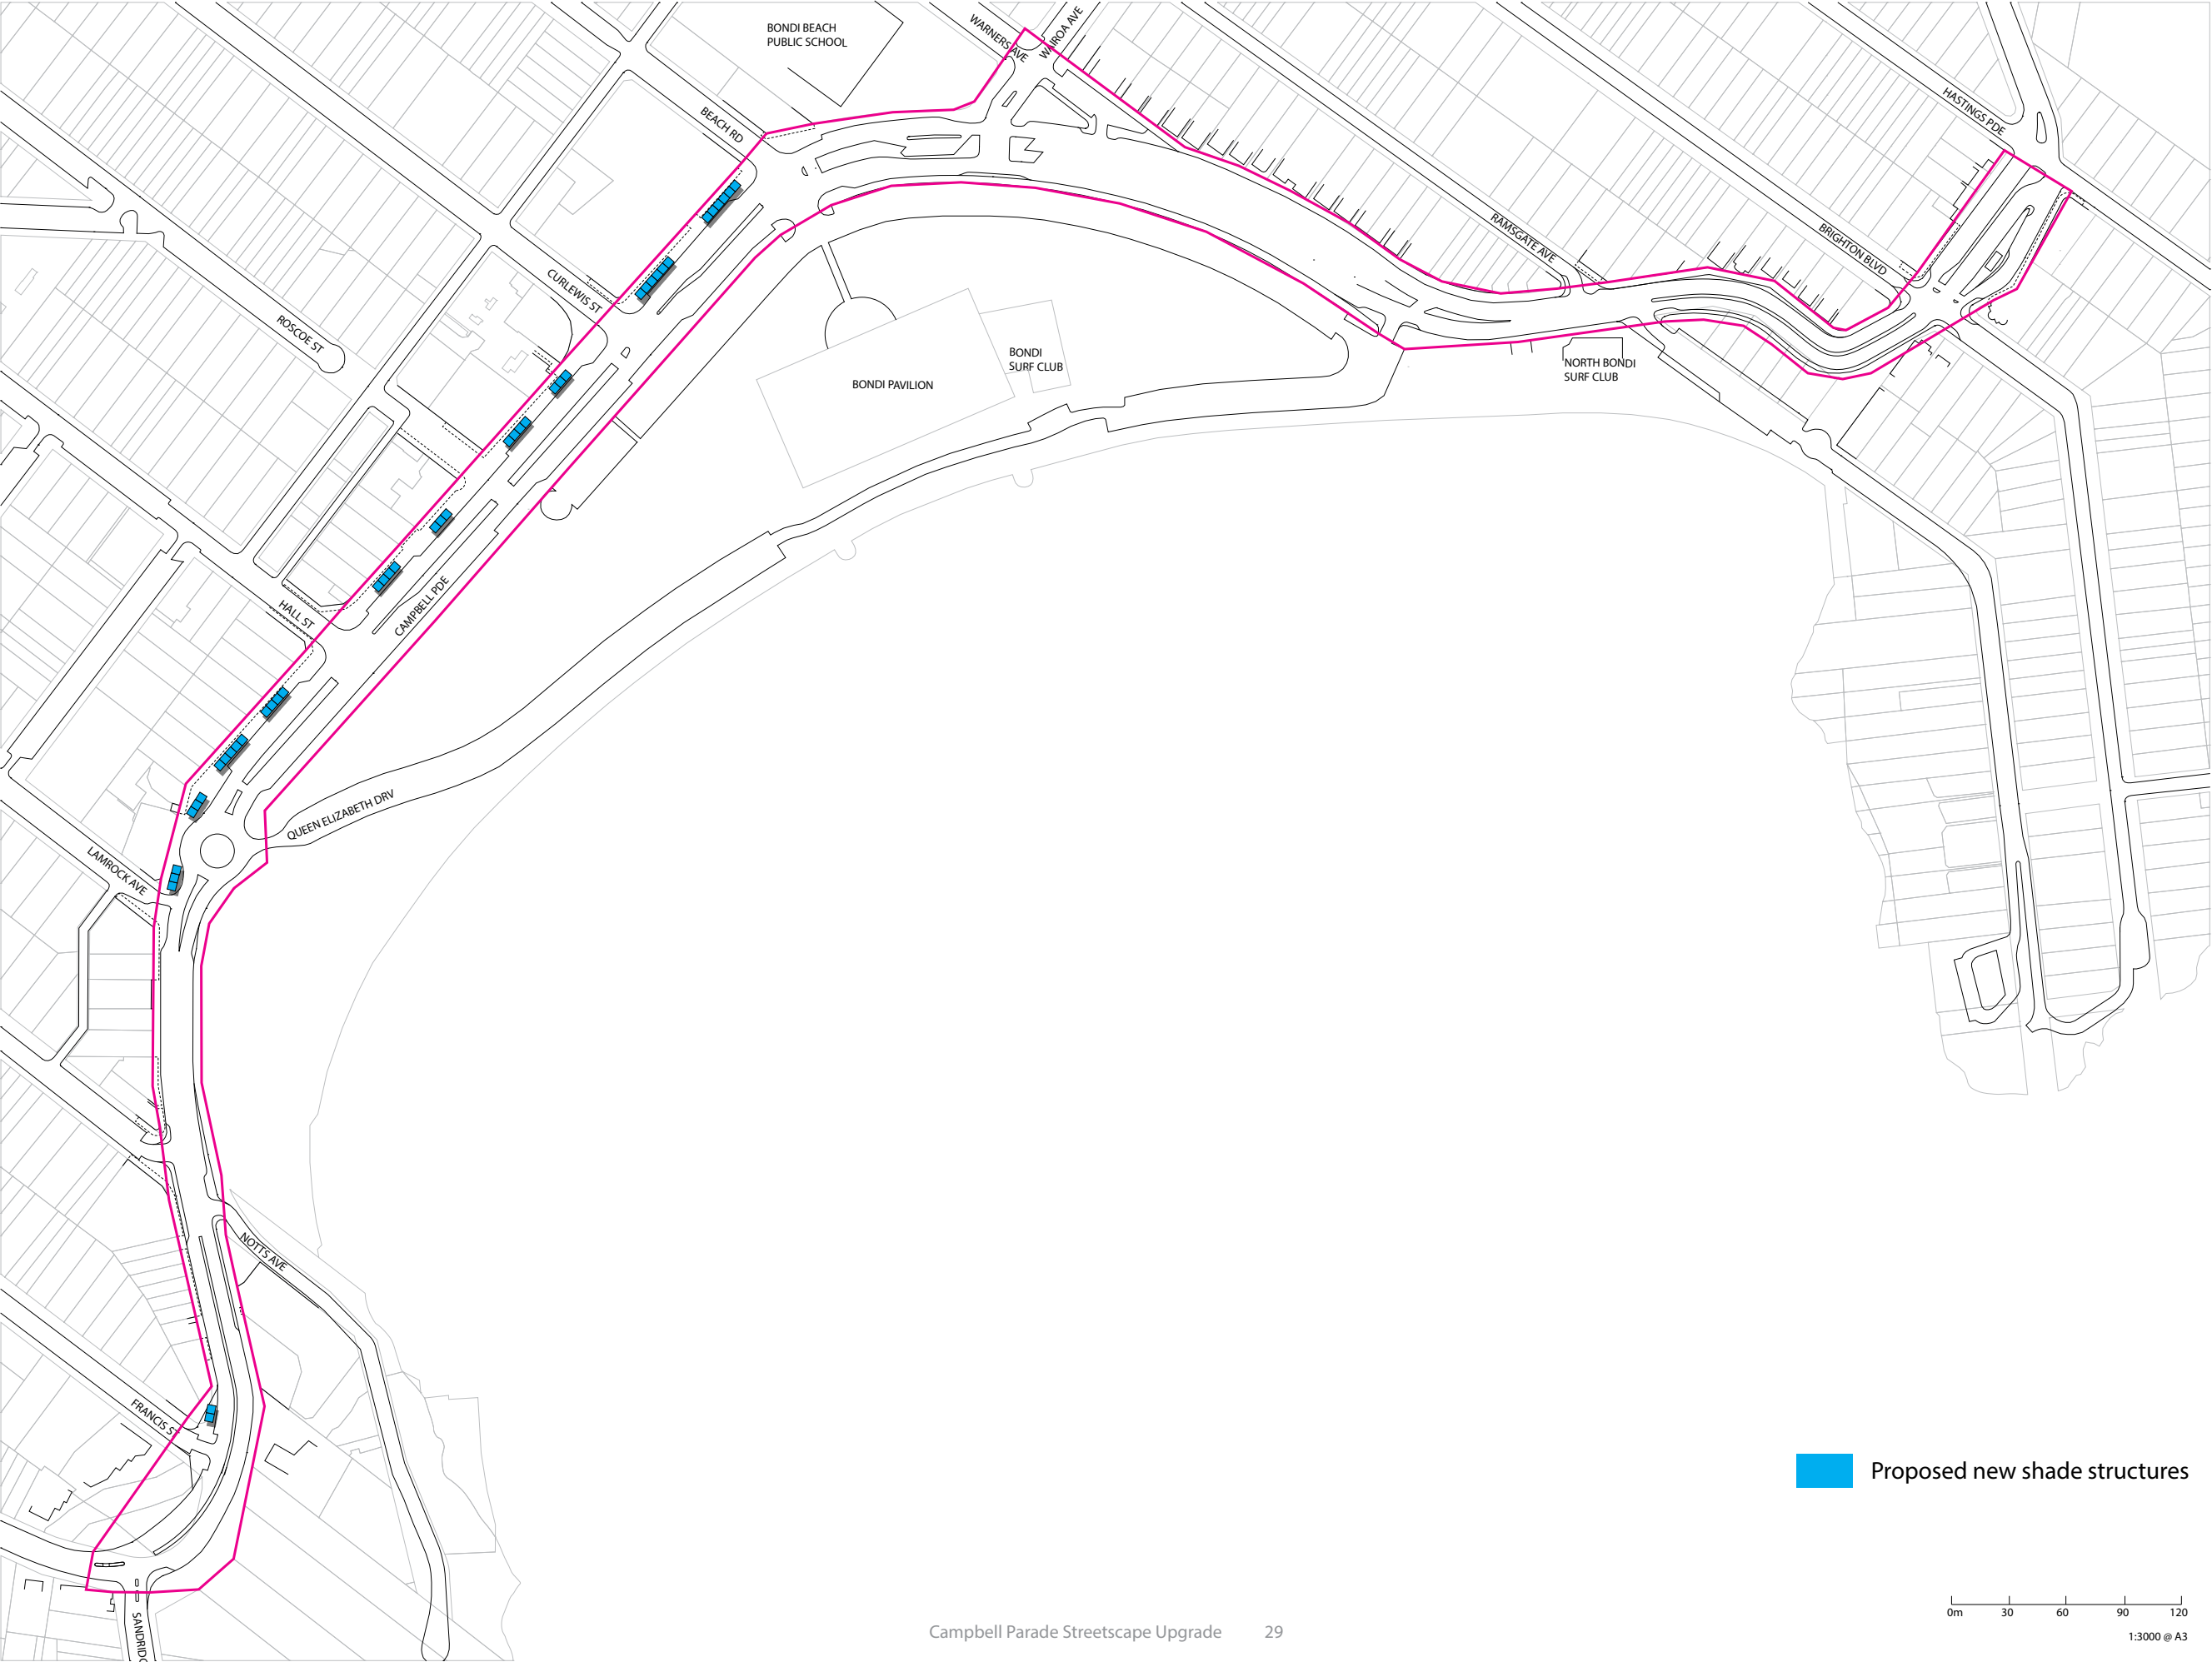 BONDI BEACH
PUBLIC SCHOOL
WARNERS AVE
WAIROA AVE
HASTINGS PDE
BEACH RD
RAMSGATE AVE
BRIGHTON BLVD
CURLEWIS ST
ROSCOE ST
BONDI
SURF CLUB
BONDI PAVILION
NORTH BONDI
SURF CLUB
HALL ST
CAMPBELL PDE
QUEEN ELIZABETH DRV
LAMROCK AVE
NOTTS AVE
FRANCIS ST
Proposed new shade structures
0m 30 60 90 120
1:3000 @ A3
Campbell Parade Streetscape Upgrade 29